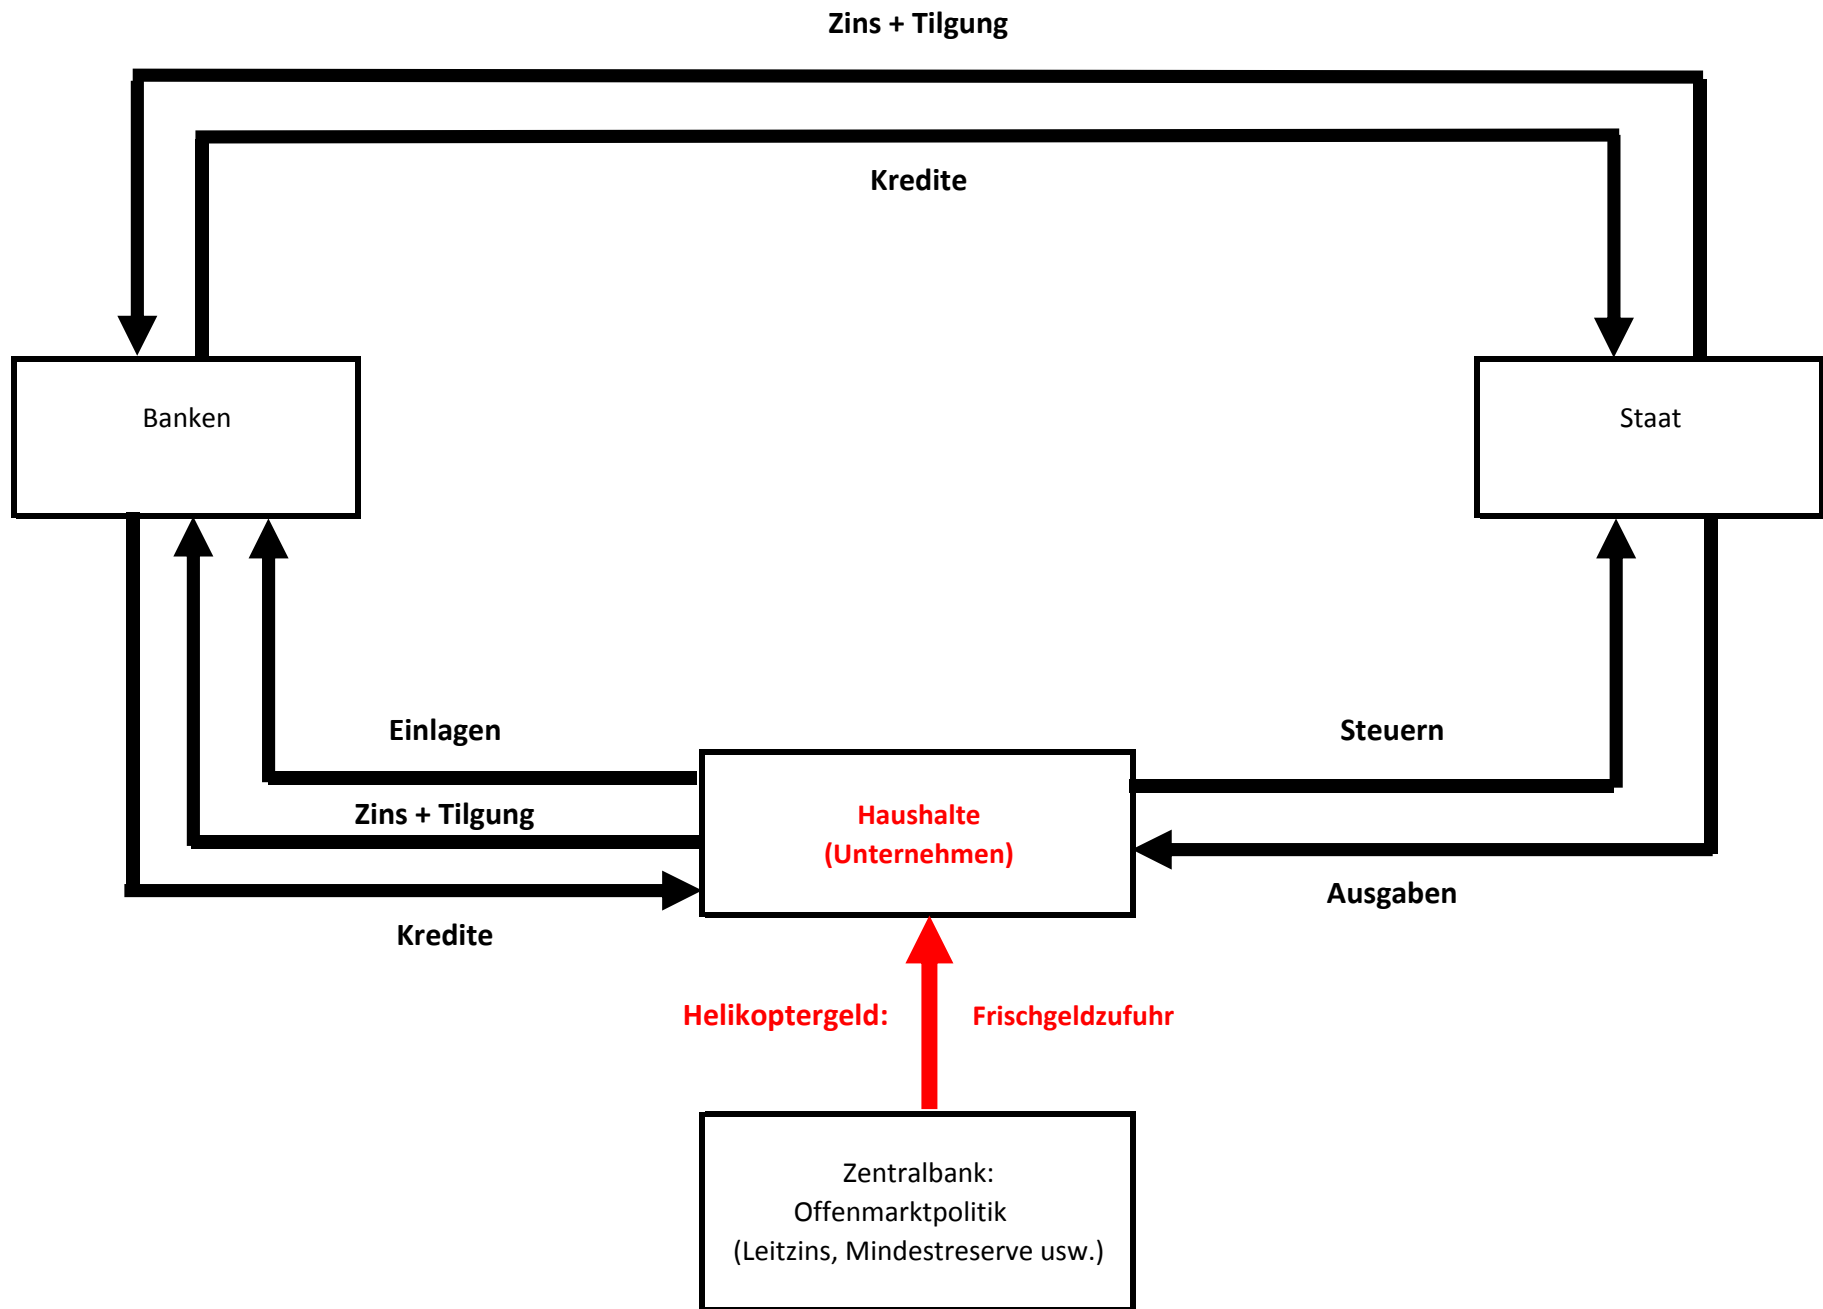 Zins + Tilgung
Kredite
Banken
Staat
Einlagen
Steuern
Zins + Tilgung
Haushalte
(Unternehmen)
Ausgaben
Kredite
Helikoptergeld: Frischgeldzufuhr
Zentralbank:
Offenmarktpolitik
(Leitzins, Mindestreserve usw.)